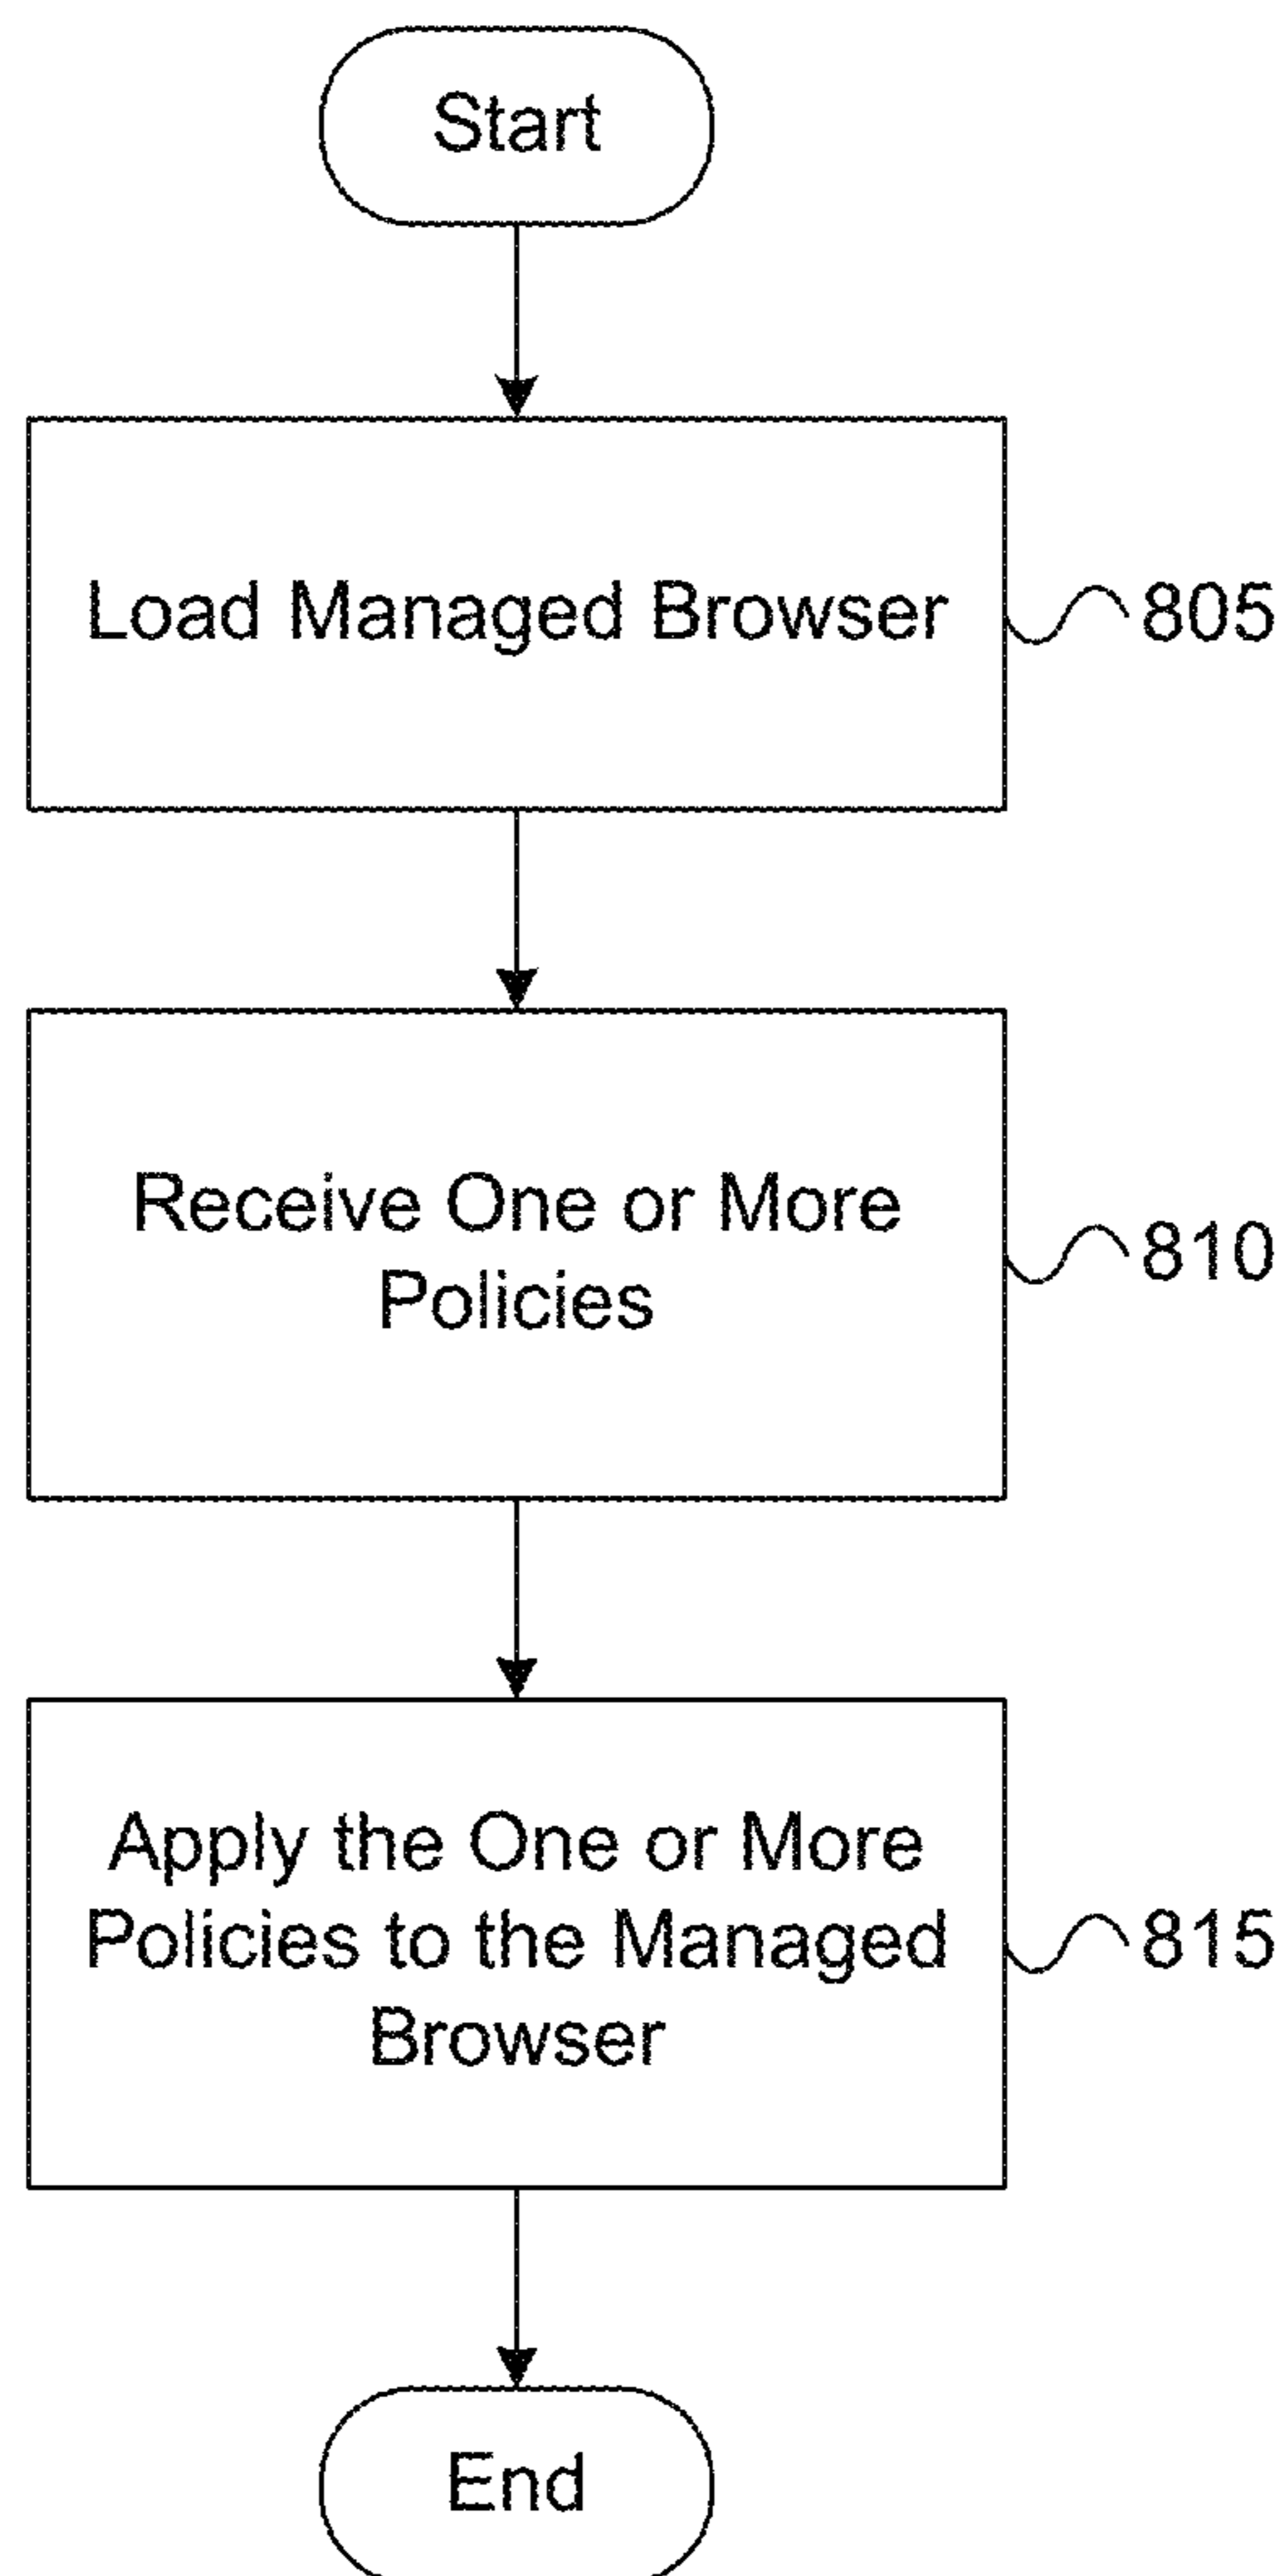 Start
Load Managed Browser
805
Receive One or More
Policies
810
Apply the One or More
Policies to the Managed
Browser
815
End